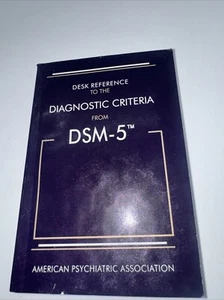 DESK REFERENCE
TO THE
DIAGNOSTIC CRITERIA
FROM
DSM-5™
AMERICAN PSYCHIATRIC ASSOCIATION